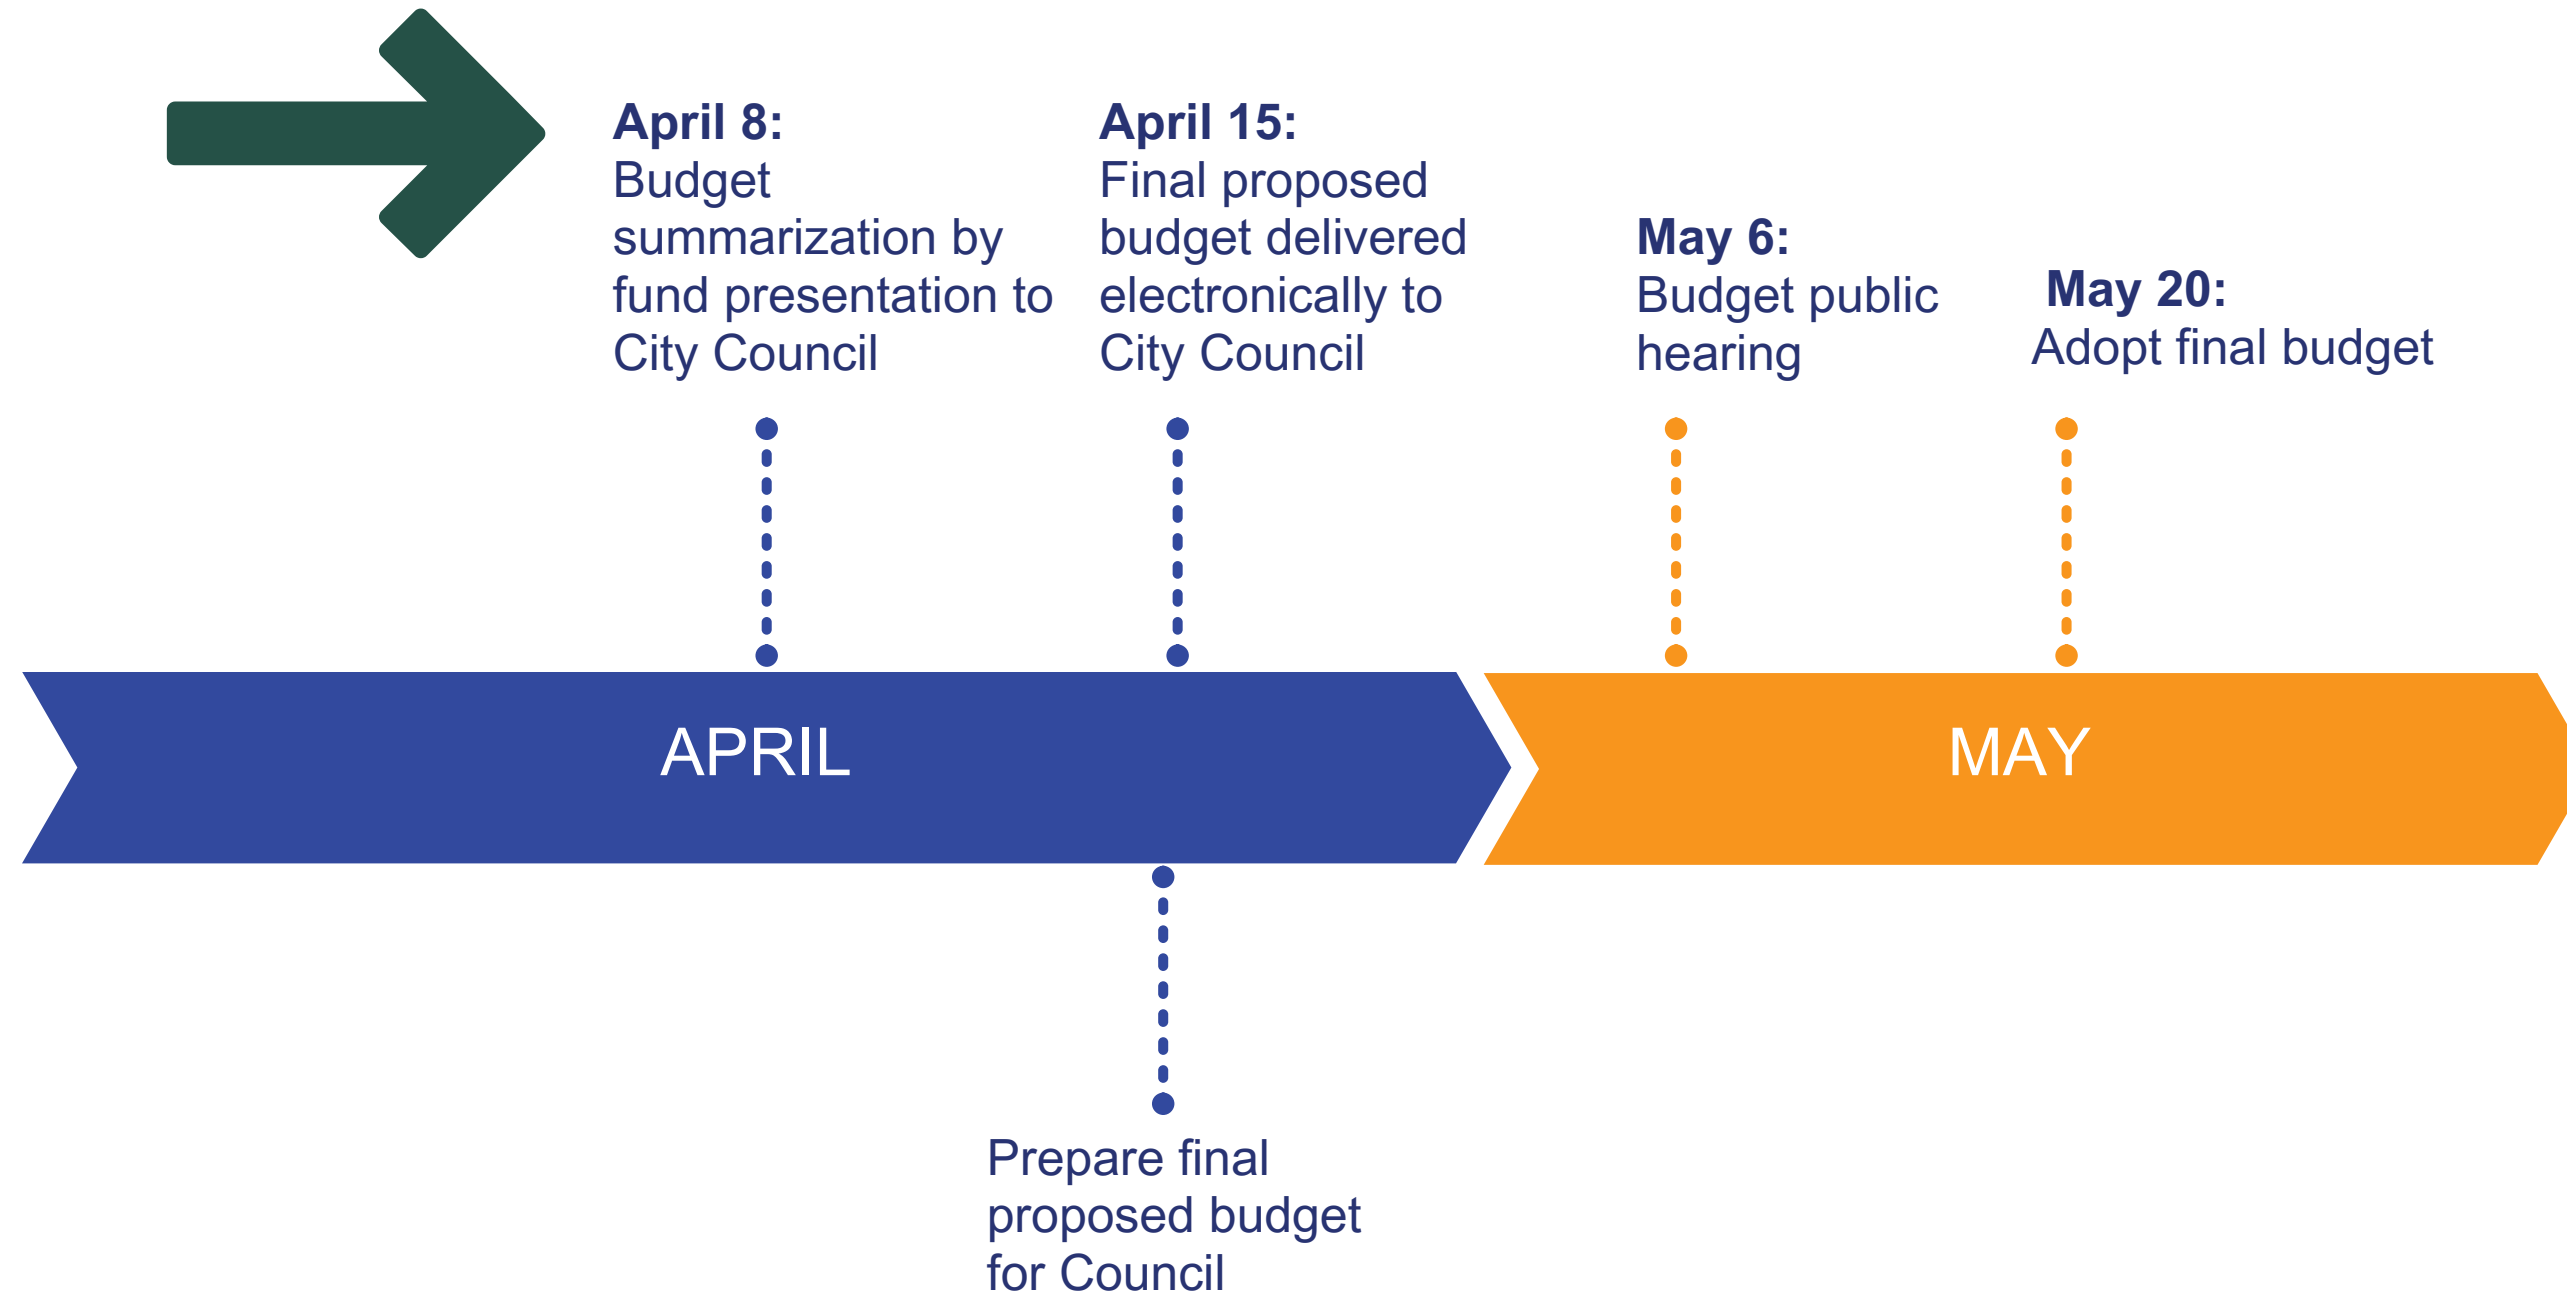 April 8:
Budget
summarization by
fund presentation to
City Council
April 15:
Final proposed
budget delivered
electronically to
City Council
May 6:
Budget public
hearing
May 20:
Adopt final budget
APRIL
MAY
Prepare final
proposed budget
for Council